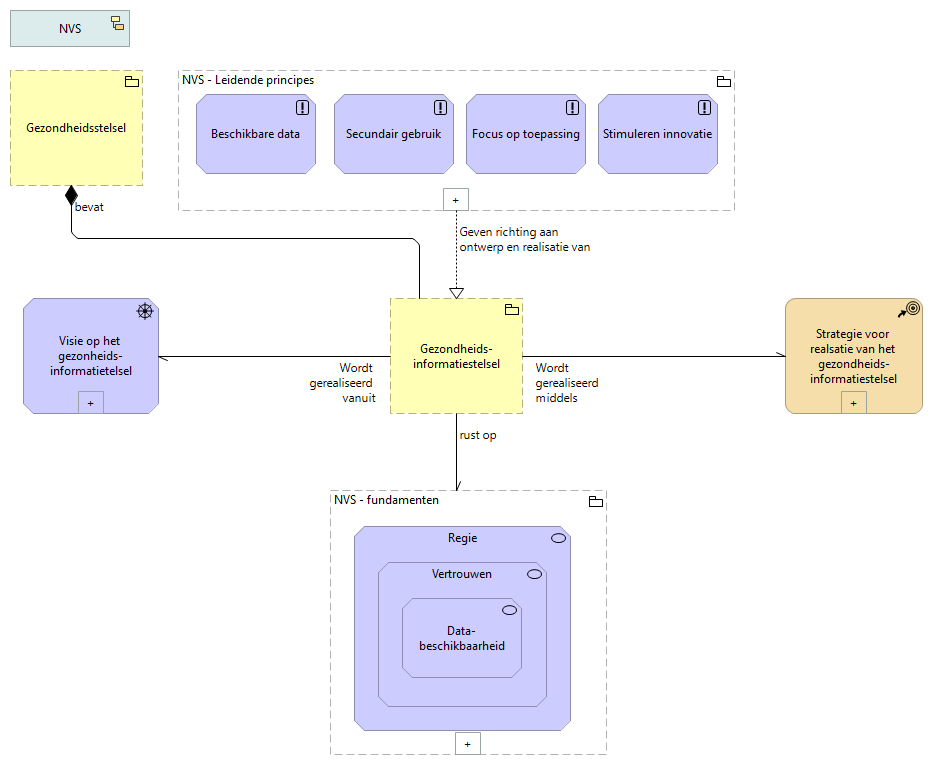 NVS
Gezondheidsstelsel
NVS - Leidende principes
Beschikbare data
Secundair gebruik
Focus op toepassing
Stimuleren innovatie
+
bevat
Geven richting aan
ontwerp en realisatie van
Visie op het
gezonheids-
informatietelsel
+
Wordt
gerealiseerd
vanuit
Gezondheids-
informatiestelsel
Wordt
gerealiseerd
middels
Strategie voor
realsatie van het
gezondheids-
informatiestelsel
+
rust op
NVS - fundamenten
Regie
Vertrouwen
Data-
beschikbaarheid
+